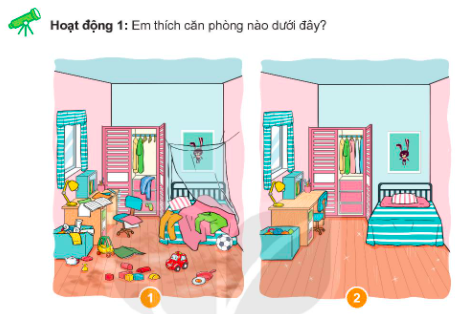 Hoạt động 1: Em thích căn phòng nào dưới đây?
1
2